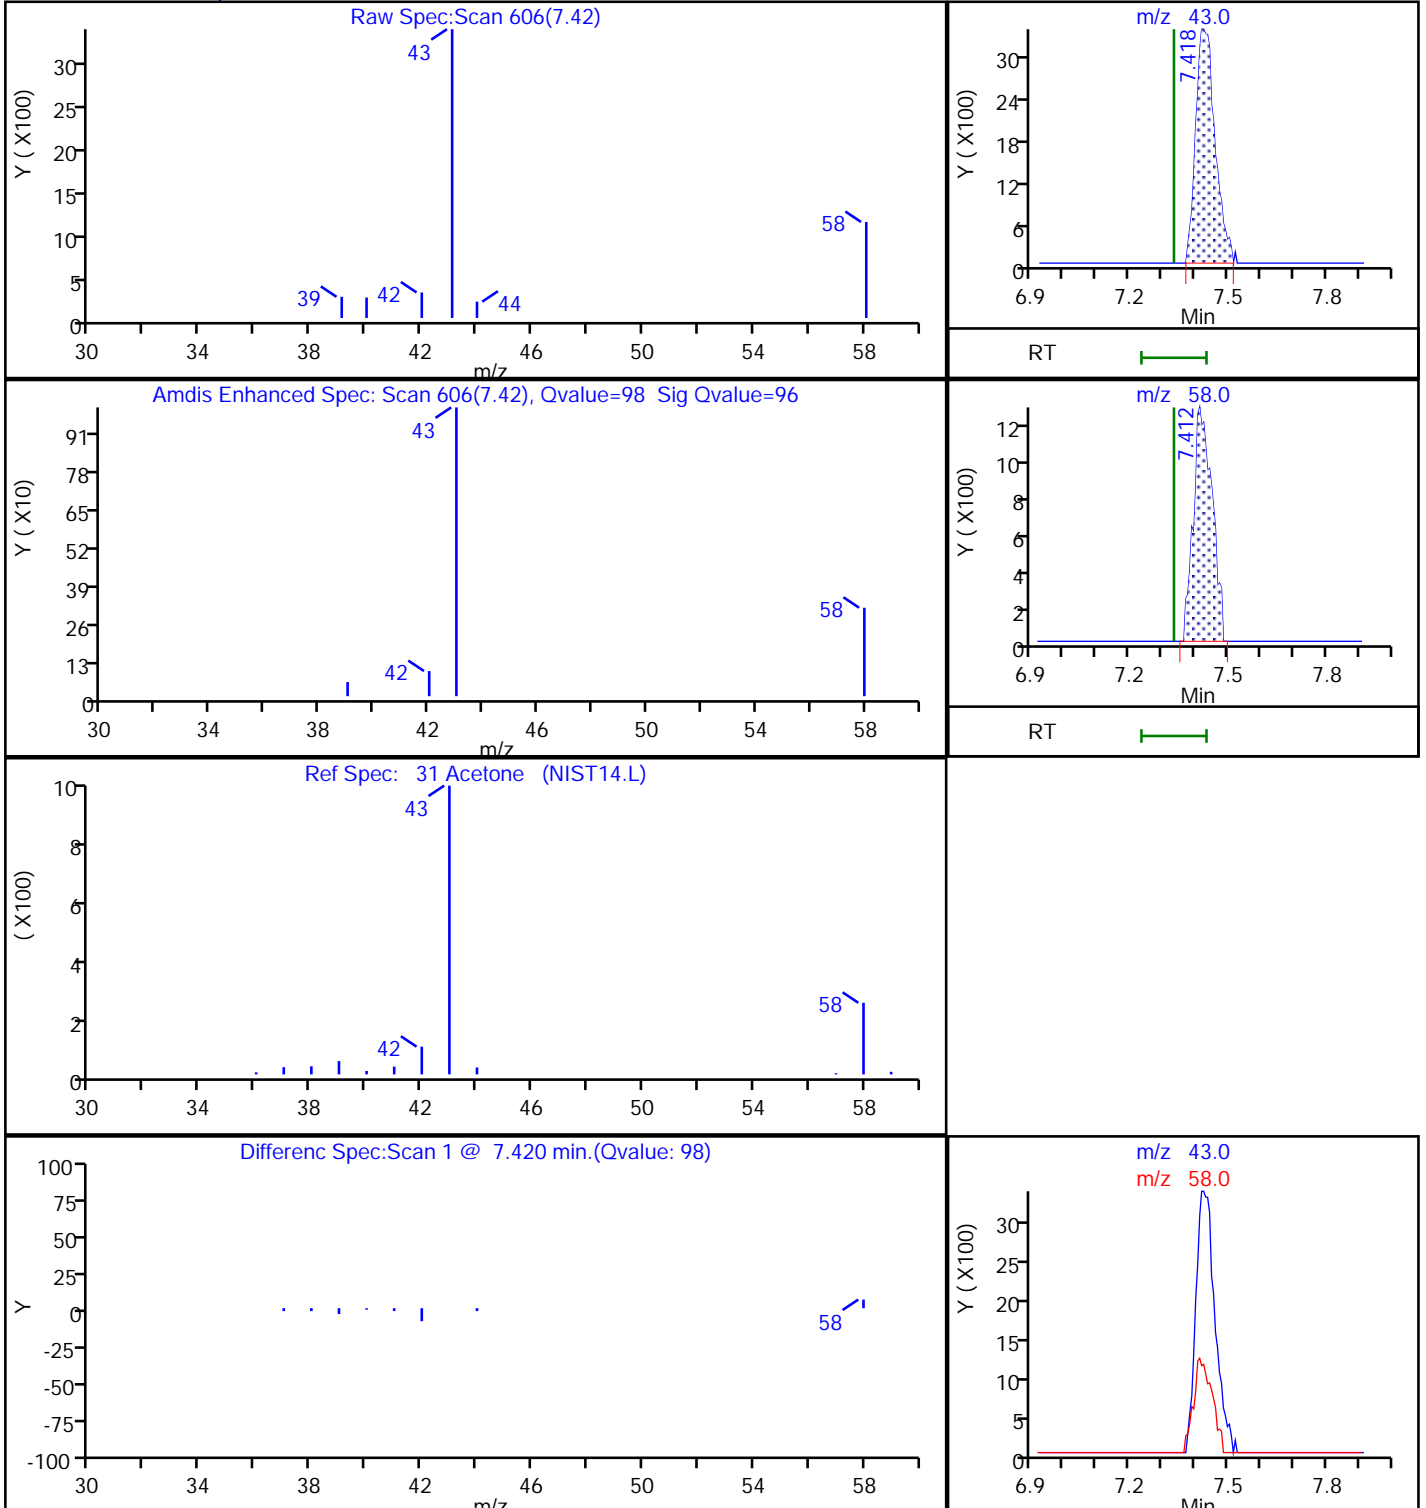 Raw Spec:Scan 606(7.42)
Y ( X100)
30
25
20
15
10
5
0
43
58
39
42
44
30 34 38 42 46 50 54 58
m/z
m/z 43.0
7.418
Y ( X100)
30
24
18
12
6
0
6.9 7.2 7.5 7.8
Min
RT
Amdis Enhanced Spec: Scan 606(7.42), Qvalue=98 Sig Qvalue=96
Y ( X10)
91
78
65
52
39
26
13
0
43
58
42
30 34 38 42 46 50 54 58
m/z
m/z 58.0
7.412
Y ( X100)
12
10
8
6
4
2
0
6.9 7.2 7.5 7.8
Min
RT
Ref Spec: 31 Acetone (NIST14.L)
( X100)
10
8
6
4
2
0
43
58
42
30 34 38 42 46 50 54 58
Differenc Spec:Scan 1 @ 7.420 min.(Qvalue: 98)
Y
100
75
50
25
0
-25
-50
-75
-100
58
30 34 38 42 46 50 54 58
m/z
m/z 43.0
m/z 58.0
Y ( X100)
30
25
20
15
10
5
0
6.9 7.2 7.5 7.8
Min